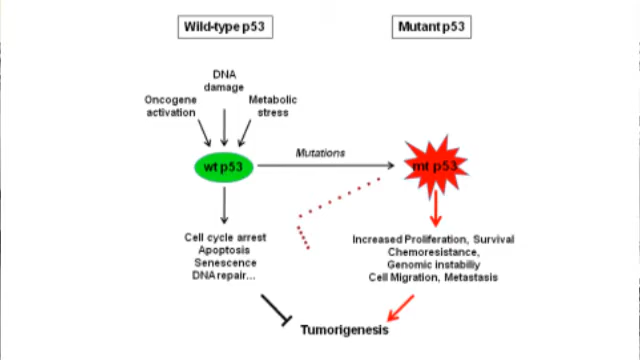 Wild-type p53
Mutant p53
DNA
damage
Oncogene
activation
Metabolic
stress
Mutations
wt p53
mt p53
Cell cycle arrest
Apoptosis
Senescence
DNA repair...
Increased Proliferation, Survival
Chemoresistance,
Genomic instability
Cell Migration, Metastasis
Tumorigenesis